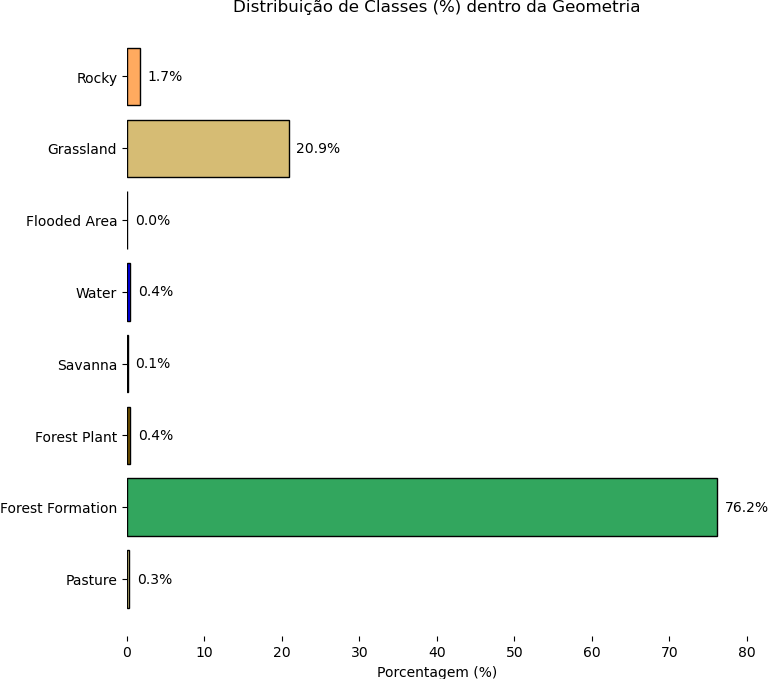 Distribuição de Classes (%) dentro da Geometria
Rocky 1.7%
Grassland 20.9%
Flooded Area 0.0%
Water 0.4%
Savanna 0.1%
Forest Plant 0.4%
Forest Formation 76.2%
Pasture 0.3%
0 10 20 30 40 50 60 70 80
Porcentagem (%)